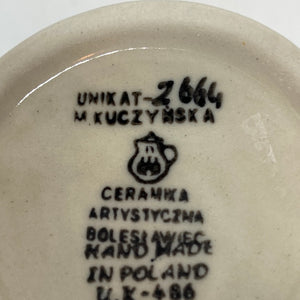 UNIKAT-2664
M.KUCZYŃSKA
CERAMIKA
ARTYSTYCZNA
BOLESŁAWIEC
HAND MADE
IN POLAND
U.K-486